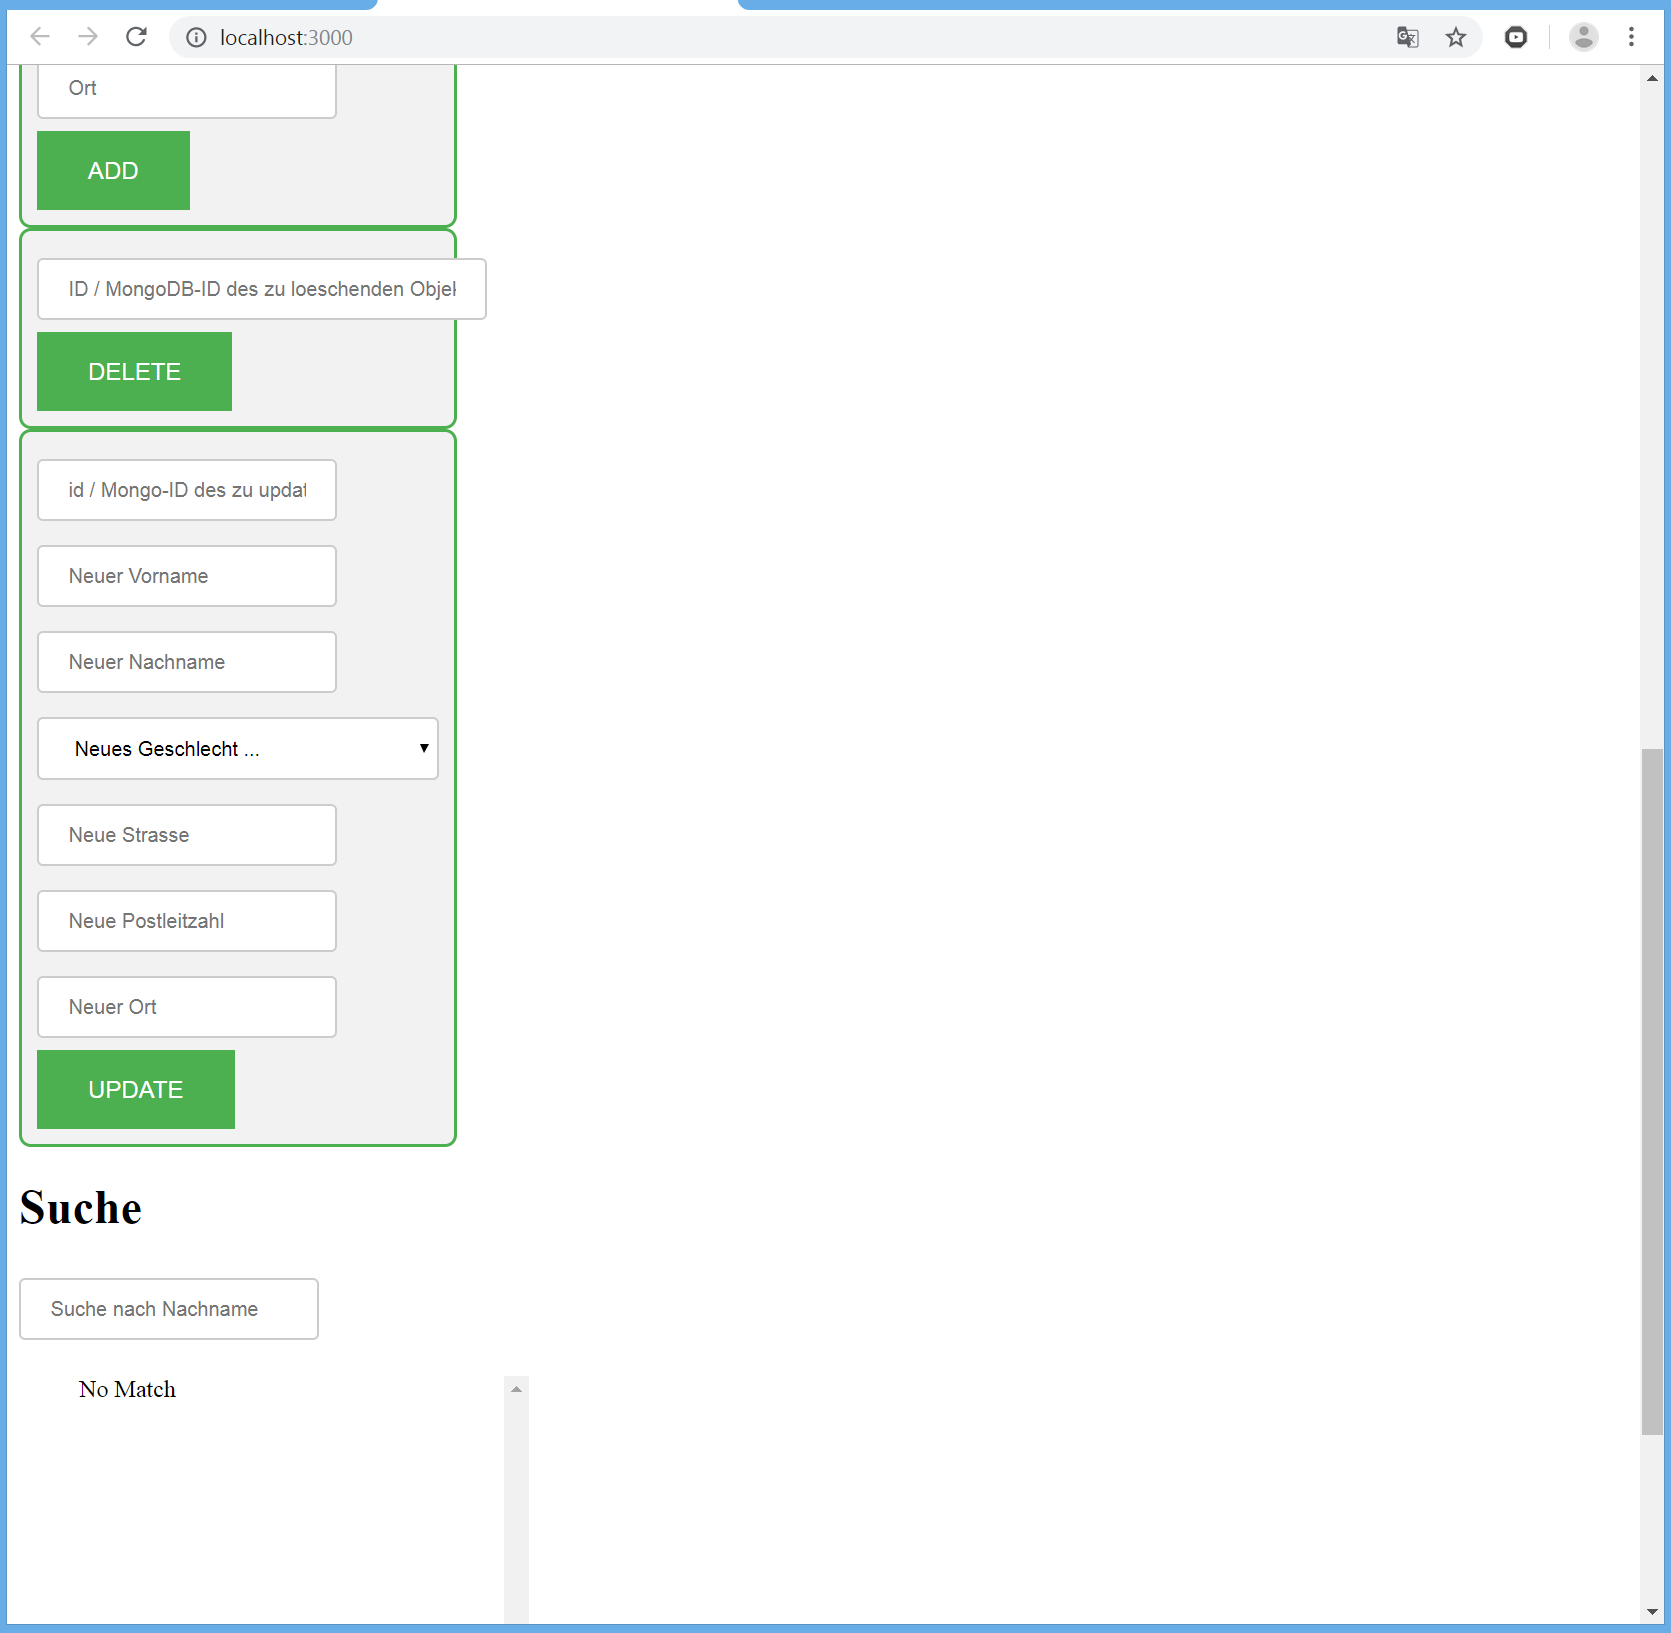 localhost:3000
Ort
ADD
ID / MongoDB-ID des zu loeschenden Objek
DELETE
id / Mongo-ID des zu updat
Neuer Vorname
Neuer Nachname
Neues Geschlecht ...
Neue Strasse
Neue Postleitzahl
Neuer Ort
UPDATE
Suche
Suche nach Nachname
No Match